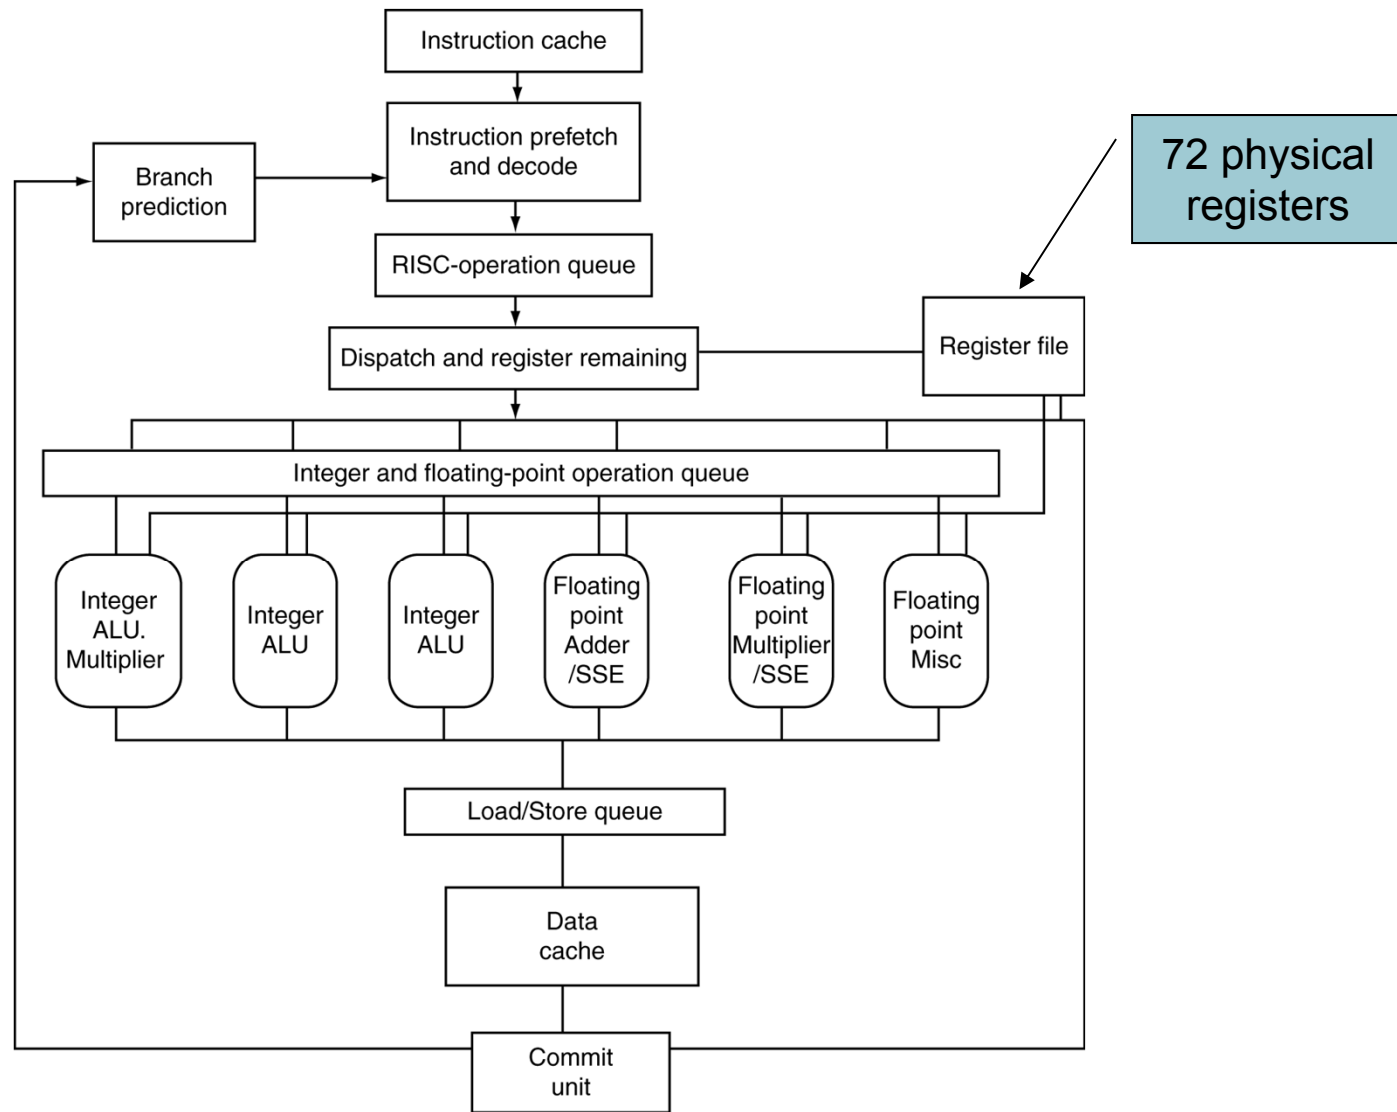 Instruction cache
Instruction prefetch
and decode
72 physical
registers
Branch
prediction
RISC-operation queue
Dispatch and register remaining
Register file
Integer and floating-point operation queue
Integer
ALU.
Multiplier
Integer
ALU
Integer
ALU
Floating
point
Adder
/SSE
Floating
point
Multiplier
/SSE
Floating
point
Misc
Load/Store queue
Data
cache
Commit
unit